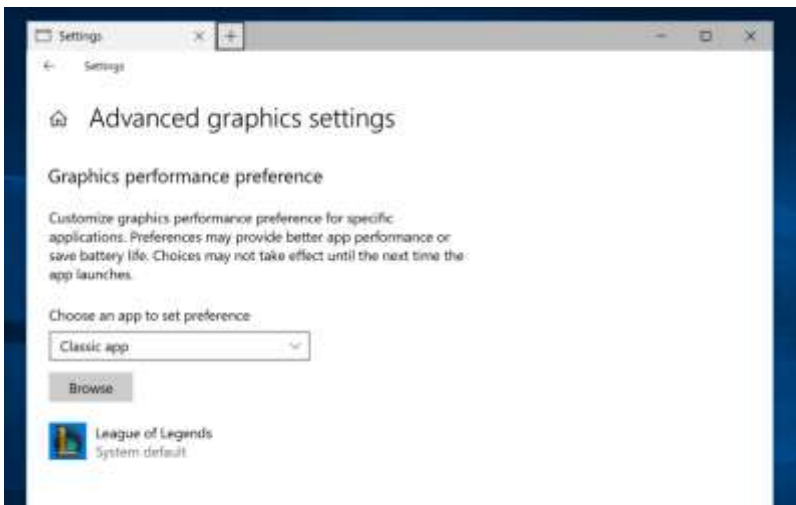 Settings
Settings
Advanced graphics settings
Graphics performance preference
Customize graphics performance preference for specific
applications. Preferences may provide better app performance or
save battery life. Choices may not take effect until the next time the
app launches.
Choose an app to set preference
Classic app
Browse
League of Legends
System default